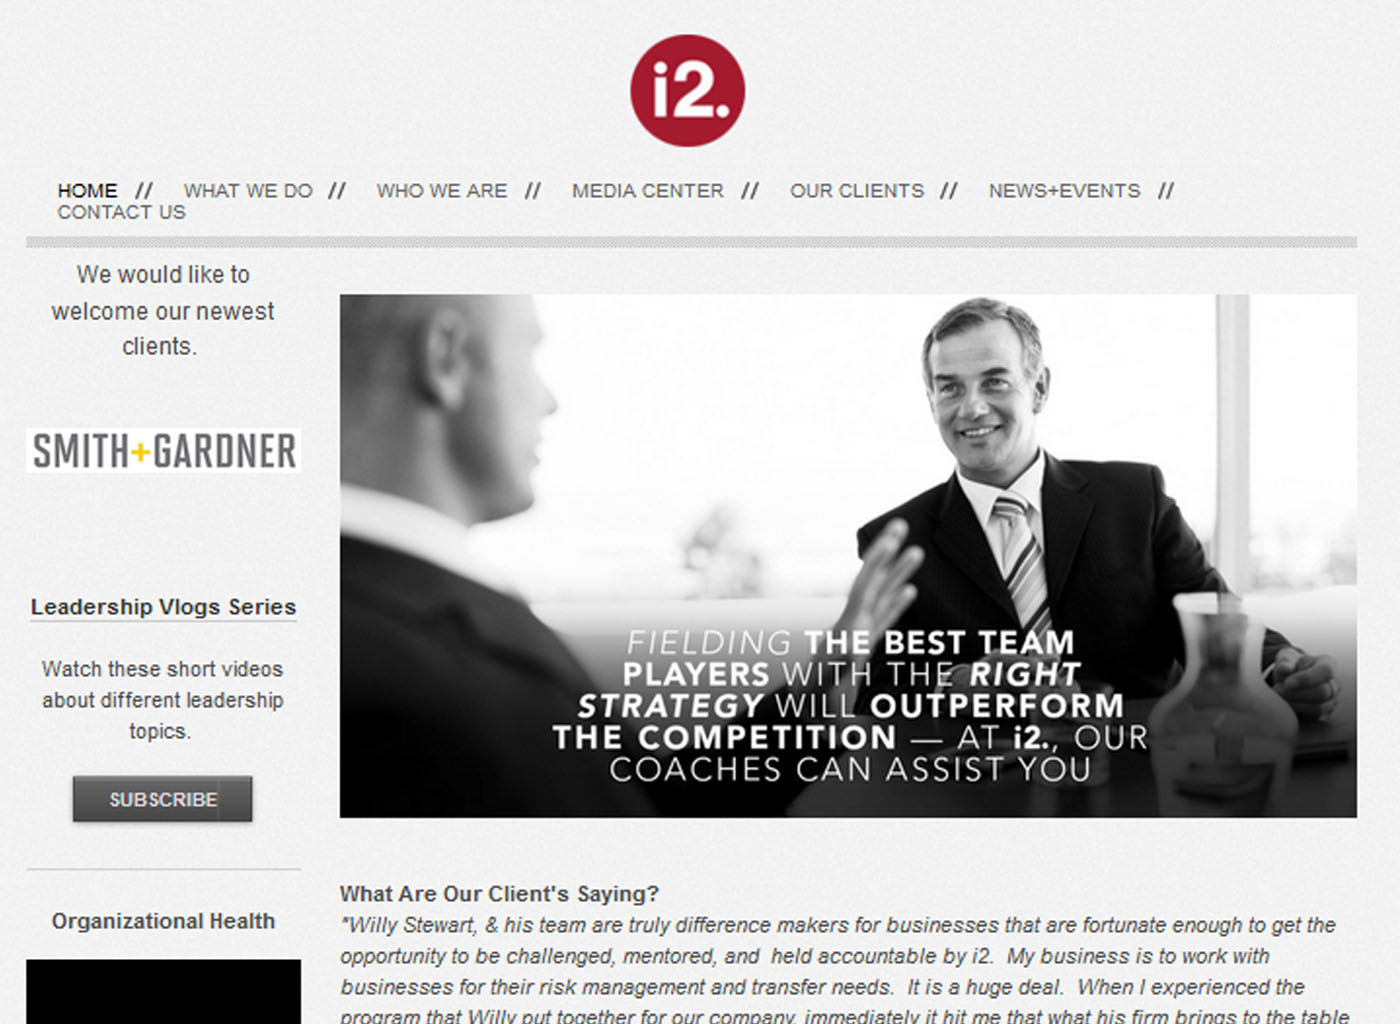 i2.
HOME // WHAT WE DO // WHO WE ARE // MEDIA CENTER // OUR CLIENTS // NEWS+EVENTS //
CONTACT US
We would like to
welcome our newest
clients.
SMITH+GARDNER
Leadership Vlogs Series
Watch these short videos
about different leadership
topics.
SUBSCRIBE
Organizational Health
FIELDING THE BEST TEAM
PLAYERS WITH THE RIGHT
STRATEGY WILL OUTPERFORM
THE COMPETITION — AT i2., OUR
COACHES CAN ASSIST YOU
What Are Our Client's Saying?
"Willy Stewart, & his team are truly difference makers for businesses that are fortunate enough to get the
opportunity to be challenged, mentored, and held accountable by i2. My business is to work with
businesses for their risk management and transfer needs. It is a huge deal. When I experienced the
program that Willy put together for our company, immediately it hit me that what his firm brings to the table